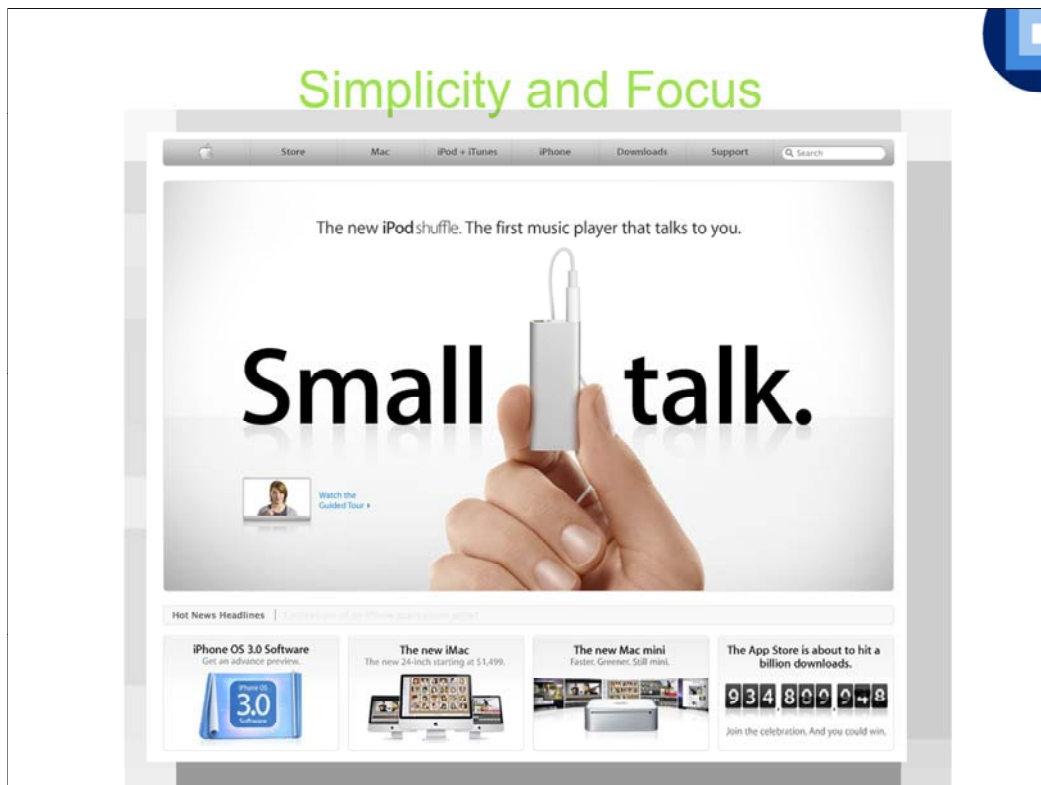 Simplicity and Focus
Store Mac iPod + iTunes iPhone Downloads Support Search
The new iPod shuffle. The first music player that talks to you.
Small talk.
Watch the
Guided Tour
Hot News Headlines
iPhone OS 3.0 Software
Get an advance preview.
iPhone OS
3.0
Software
The new iMac
The new 24-inch starting at $1,499.
The new Mac mini
Faster. Greener. Still mini.
The App Store is about to hit a
billion downloads.
934,809,948
Join the celebration. And you could win.